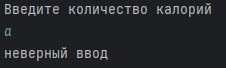 Введите количество калорий
а
неверный ввод